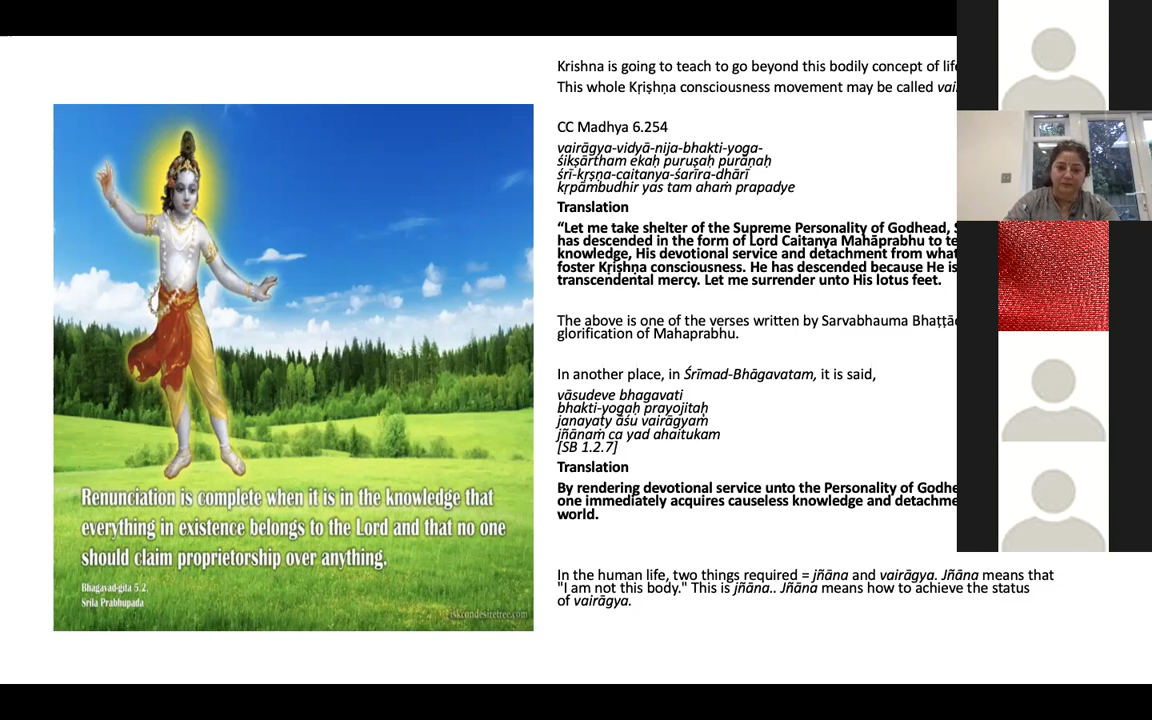 Renunciation is complete when it is in the knowledge that
everything in existence belongs to the Lord and that no one
should claim proprietorship over anything.
Bhagavad-gita 5.2,
Srila Prabhupada
iskcondesiretree.com
Krishna is going to teach to go beyond this bodily concept of life
This whole Kṛiṣhṇa consciousness movement may be called vai
CC Madhya 6.254
vairāgya-vidyā-nija-bhakti-yoga-
śikṣārtham ekaḥ puruṣaḥ purāṇaḥ
śrī-kṛṣṇa-caitanya-śarīra-dhārī
kṛpāmbudhir yas tam ahaṁ prapadye
Translation
“Let me take shelter of the Supreme Personality of Godhead, S
has descended in the form of Lord Caitanya Mahāprabhu to te
knowledge, His devotional service and detachment from what
foster Kṛiṣhṇa consciousness. He has descended because He is
transcendental mercy. Let me surrender unto His lotus feet.
The above is one of the verses written by Sarvabhauma Bhaṭṭā
glorification of Mahaprabhu.
In another place, in Śrīmad-Bhāgavatam, it is said,
vāsudeve bhagavati
bhakti-yogaḥ prayojitaḥ
janayaty āśu vairāgyaṁ
jñānaṁ ca yad ahaitukam
[SB 1.2.7]
Translation
By rendering devotional service unto the Personality of Godhe
one immediately acquires causeless knowledge and detachme
world.
In the human life, two things required = jñāna and vairāgya. Jñāna means that
"I am not this body." This is jñāna.. Jñāna means how to achieve the status
of vairāgya.